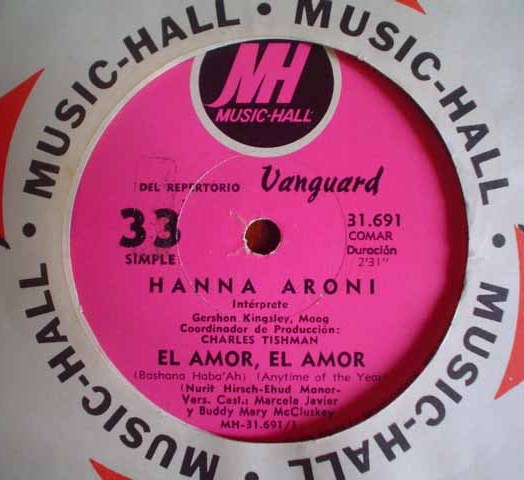 MUSIC-HALL • MUSIC-HALL • MUSIC-HALL • MUSIC-HALL • MUSIC-HALL •
MH
MUSIC-HALL
DEL REPERTORIO Vanguard
33 31.691
SIMPLE COMAR
Duración
2'31"
HANNA ARONI
Intérprete
Gershon Kingsley, Moog
Coordinador de Producción:
CHARLES TISHMAN
EL AMOR, EL AMOR
(Bashana Haba'Ah) (Anytime of the Year)
(Nurit Hirsch-Ehud Manor-
Vers. Cast.: Marcela Javier
y Buddy Mary McCluskey
MH-31.691/1